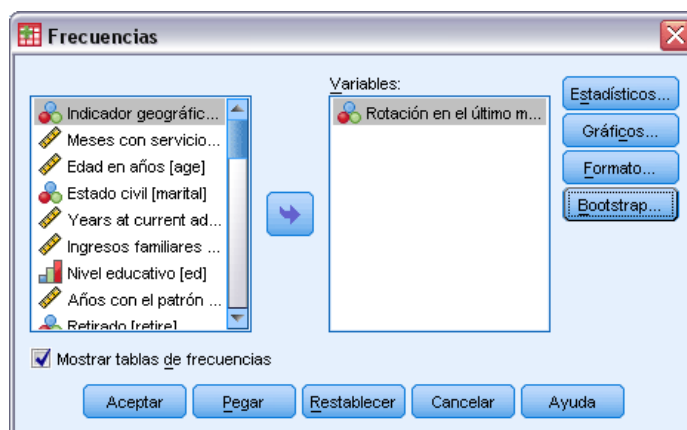 Frecuencias
Variables:
Indicador geográfic...
Meses con servicio...
Edad en años [age]
Estado civil [marital]
Years at current ad...
Ingresos familiares ...
Nivel educativo [ed]
Años con el patrón ...
Retirado [retire]
Rotación en el último m...
Estadísticos...
Gráficos...
Formato...
Bootstrap...
Mostrar tablas de frecuencias
Aceptar
Pegar
Restablecer
Cancelar
Ayuda